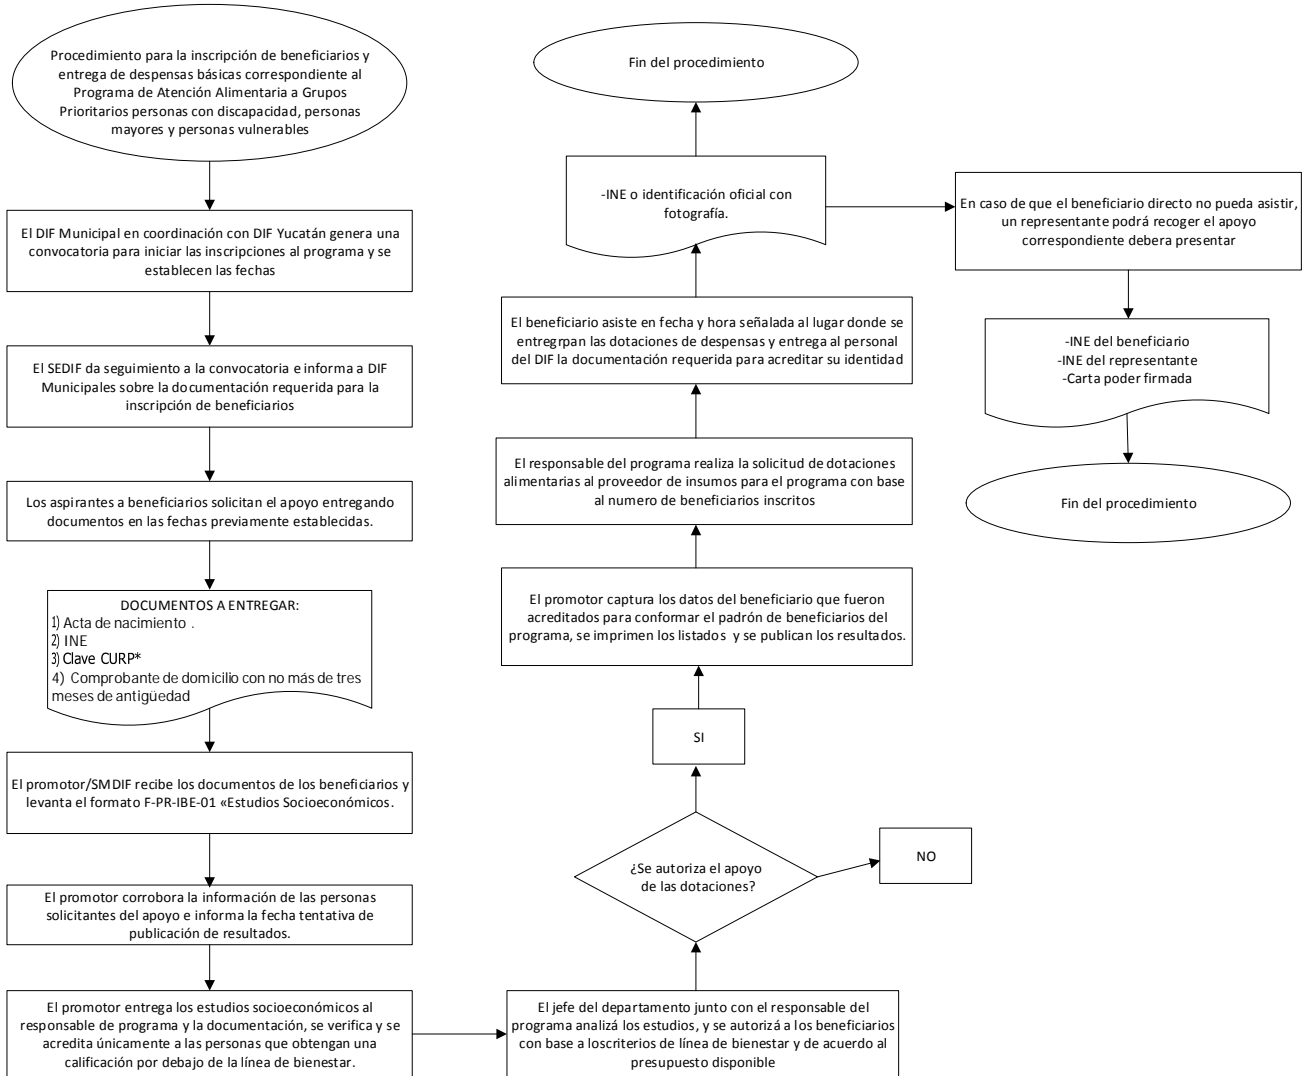 Procedimiento para la inscripción de beneficiarios y
entrega de despensas básicas correspondiente al
Programa de Atención Alimentaria a Grupos
Prioritarios personas con discapacidad, personas
mayores y personas vulnerables
El DIF Municipal en coordinación con DIF Yucatán genera una
convocatoria para iniciar las inscripciones al programa y se
establecen las fechas
El SEDIF da seguimiento a la convocatoria e informa a DIF
Municipales sobre la documentación requerida para la
inscripción de beneficiarios
Los aspirantes a beneficiarios solicitan el apoyo entregando
documentos en las fechas previamente establecidas.
DOCUMENTOS A ENTREGAR:
1) Acta de nacimiento .
2) INE
3) Clave CURP*
4) Comprobante de domicilio con no más de tres
meses de antigüedad
El promotor/SMDIF recibe los documentos de los beneficiarios y
levanta el formato F-PR-IBE-01 «Estudios Socioeconómicos.
El promotor corrobora la información de las personas
solicitantes del apoyo e informa la fecha tentativa de
publicación de resultados.
El promotor entrega los estudios socioeconómicos al
responsable de programa y la documentación, se verifica y se
acredita únicamente a las personas que obtengan una
calificación por debajo de la línea de bienestar.
El jefe del departamento junto con el responsable del
programa analizá los estudios, y se autorizá a los beneficiarios
con base a loscriterios de línea de bienestar y de acuerdo al
presupuesto disponible
¿Se autoriza el apoyo
de las dotaciones?
NO
SI
El promotor captura los datos del beneficiario que fueron
acreditados para conformar el padrón de beneficiarios del
programa, se imprimen los listados y se publican los resultados.
El responsable del programa realiza la solicitud de dotaciones
alimentarias al proveedor de insumos para el programa con base
al numero de beneficiarios inscritos
El beneficiario asiste en fecha y hora señalada al lugar donde se
entregrpan las dotaciones de despensas y entrega al personal
del DIF la documentación requerida para acreditar su identidad
-INE o identificación oficial con
fotografía.
Fin del procedimiento
En caso de que el beneficiario directo no pueda asistir,
un representante podrá recoger el apoyo
correspondiente debera presentar
-INE del beneficiario
-INE del representante
-Carta poder firmada
Fin del procedimiento